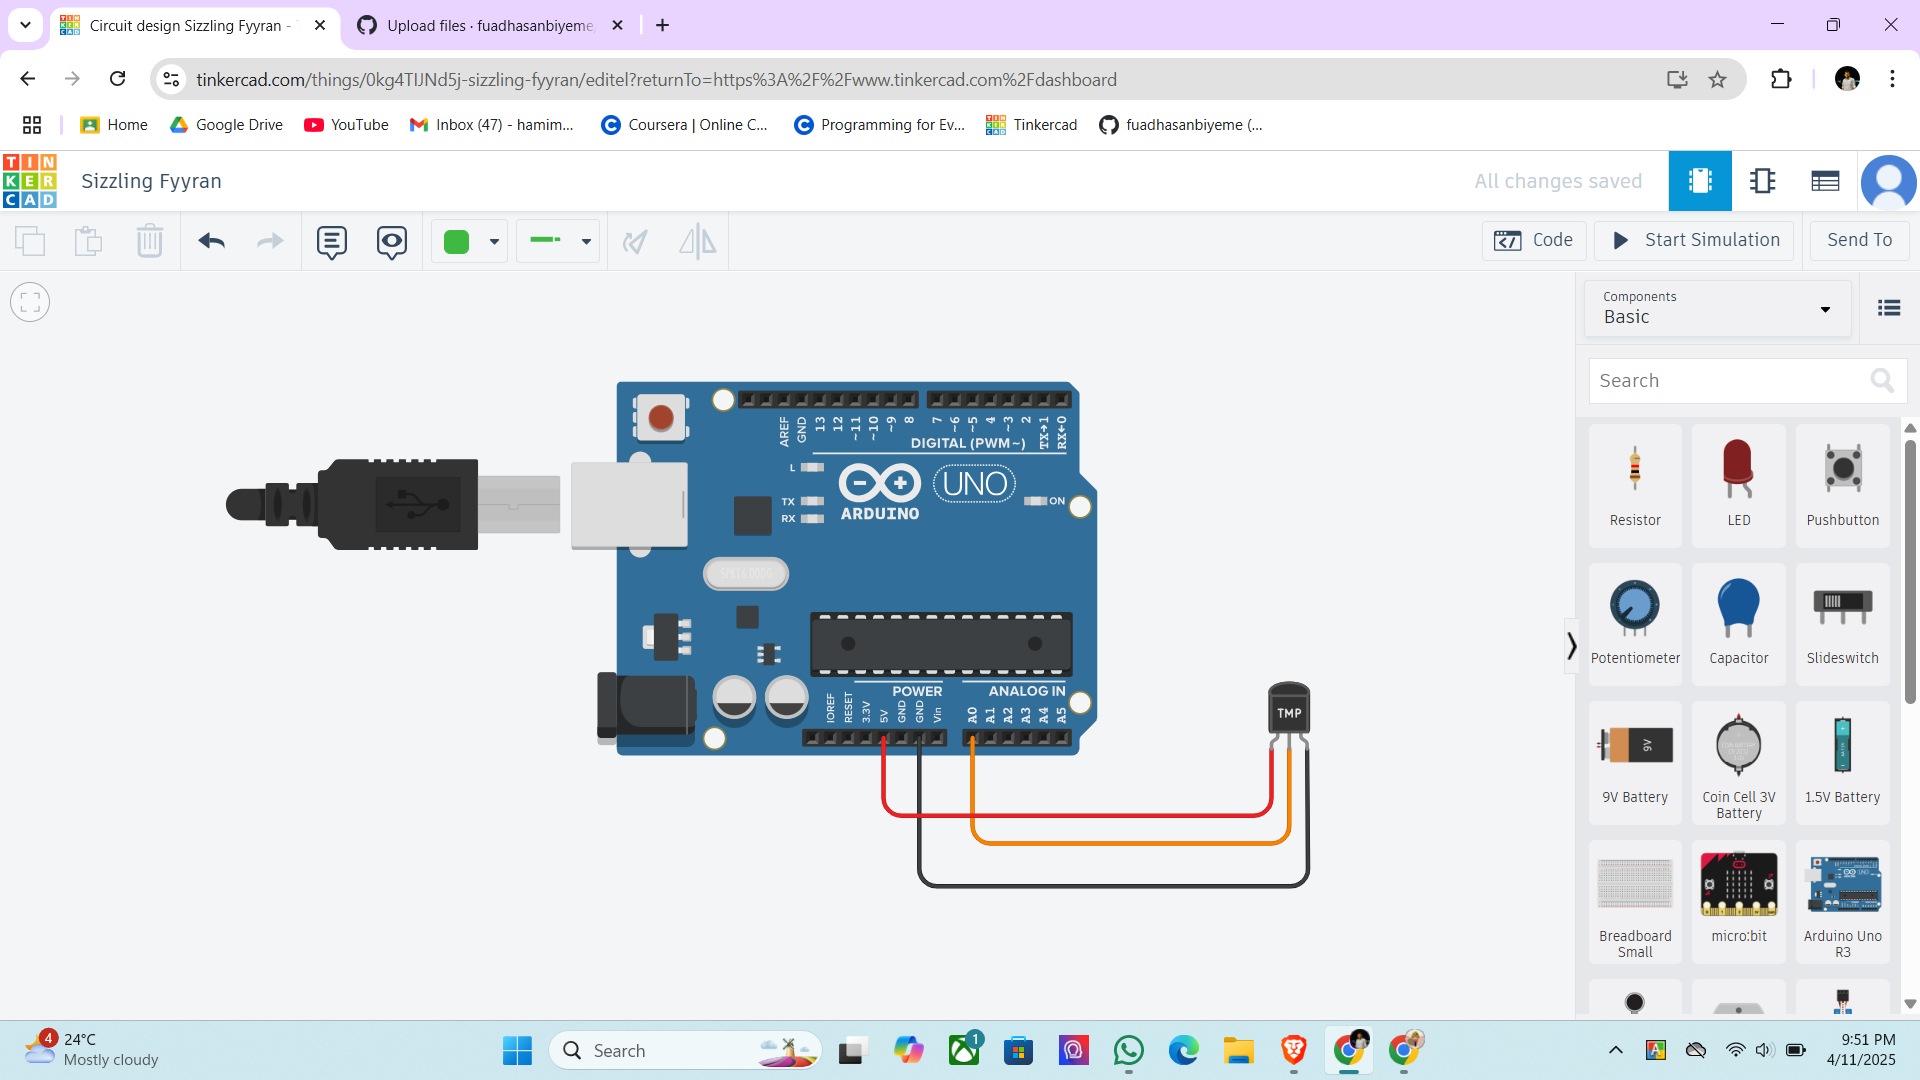 Circuit design Sizzling Fyyran -
Upload files · fuadhasanbiyeme
tinkercad.com/things/0kg4TlJNd5j-sizzling-fyyran/editel?returnTo=https%3A%2F%2Fwww.tinkercad.com%2Fdashboard
Home
Google Drive
YouTube
Inbox (47) - hamim...
Coursera | Online C...
Programming for Ev...
Tinkercad
fuadhasanbiyeme (...
TIN
KER
CAD
Sizzling Fyyran
All changes saved
Code
Start Simulation
Send To
Components
Basic
Search
Resistor
LED
Pushbutton
Potentiometer
Capacitor
Slideswitch
9V
9V Battery
Coin Cell 3V
Battery
1.5V Battery
Breadboard
Small
micro:bit
Arduino Uno
R3
AREF
GND
13
12
~11
~10
~9
8
7
~6
~5
4
~3
2
TX→1
RX←0
DIGITAL (PWM~)
L
TX
RX
ARDUINO
UNO
ON
POWER
ANALOG IN
IOREF
RESET
3.3V
5V
GND
GND
Vin
A0
A1
A2
A3
A4
A5
TMP
4
24°C
Mostly cloudy
Search
1
9:51 PM
4/11/2025